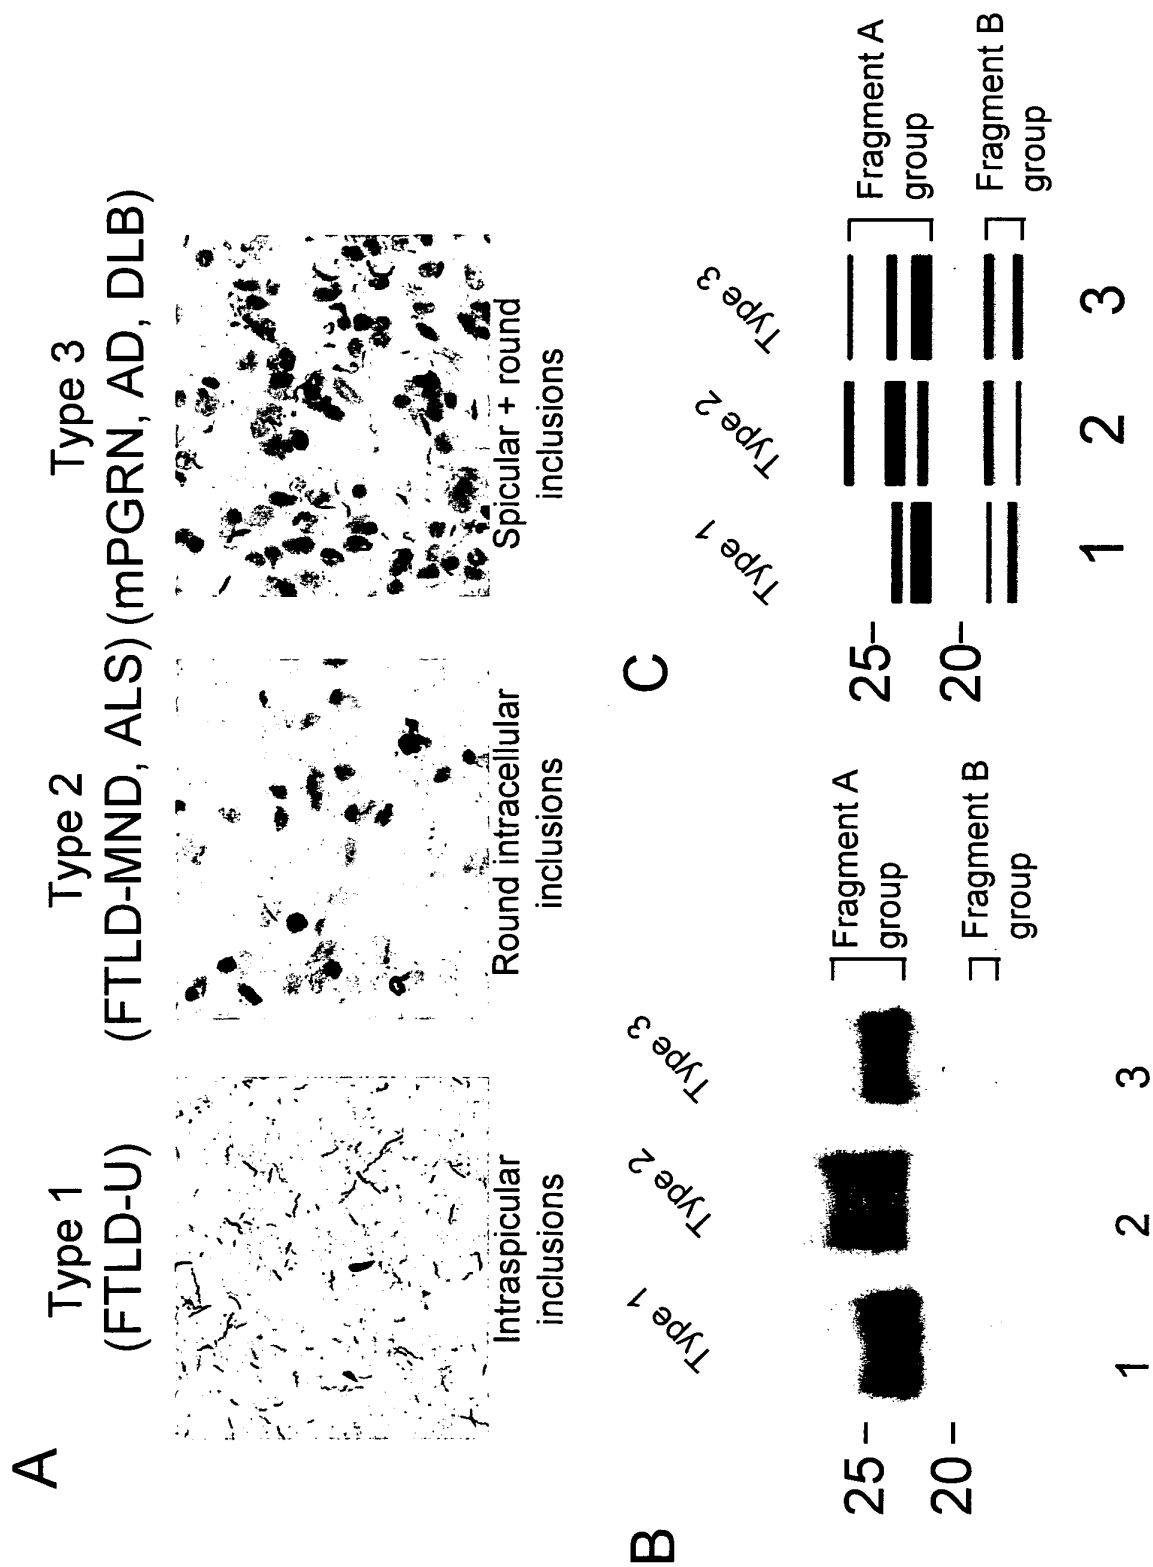 A
Type 1
(FTLD-U)
Type 2
(FTLD-MND, ALS)
Type 3
(mPGRN, AD, DLB)
Intraspicular
inclusions
Round intracellular
inclusions
Spicular + round
inclusions
B
Type 1
Type 2
Type 3
25-
20-
Fragment A
group
Fragment B
group
1
2
3
C
Type 1
Type 2
Type 3
25-
20-
Fragment A
group
Fragment B
group
1
2
3